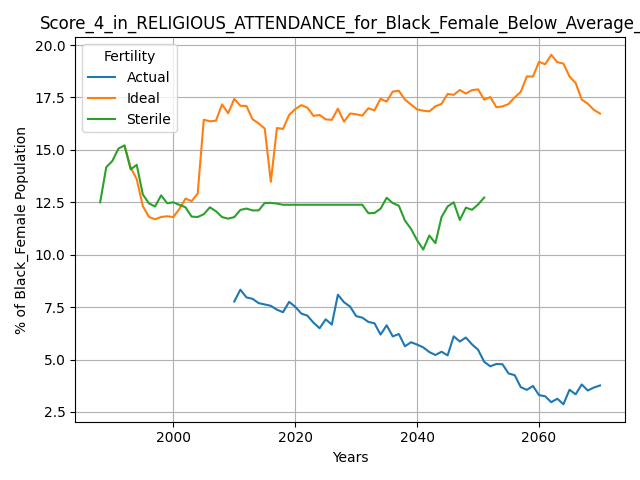 Score_4_in_RELIGIOUS_ATTENDANCE_for_Black_Female_Below_Average_
Fertility
Actual
Ideal
Sterile
% of Black_Female Population
20.0
17.5
15.0
12.5
10.0
7.5
5.0
2.5
2000
2020
2040
2060
Years